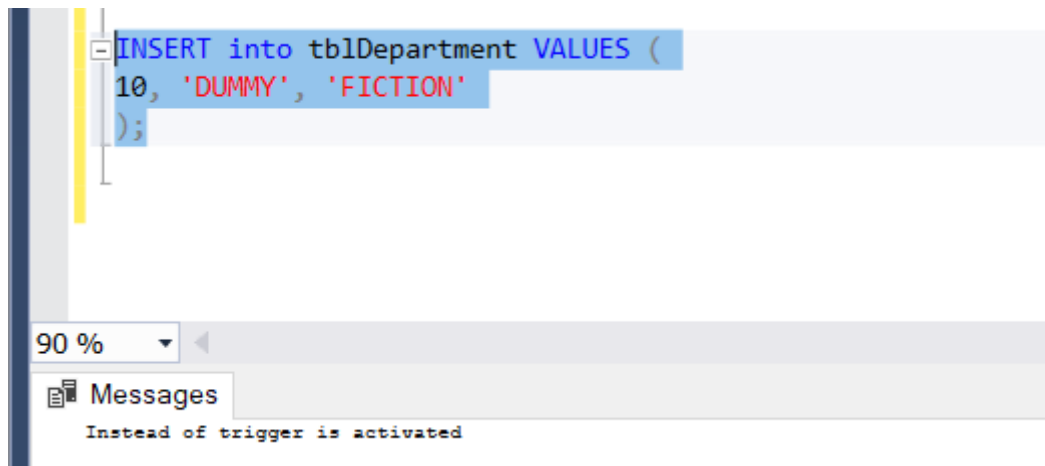 INSERT into tblDepartment VALUES (
10, 'DUMMY', 'FICTION'
);
90 %
Messages
Instead of trigger is activated